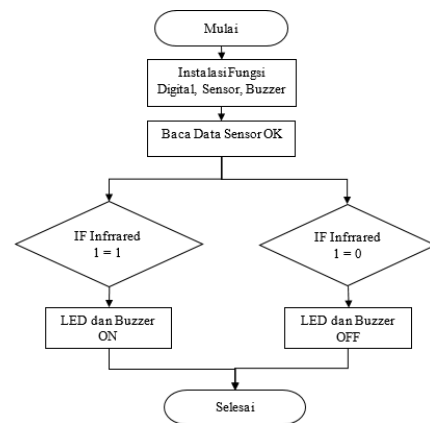 Mulai
Instalasi Fungsi
Digital, Sensor, Buzzer
Baca Data Sensor OK
IF Infrrared
1 = 1
IF Infrrared
1 = 0
LED dan Buzzer
ON
LED dan Buzzer
OFF
Selesai